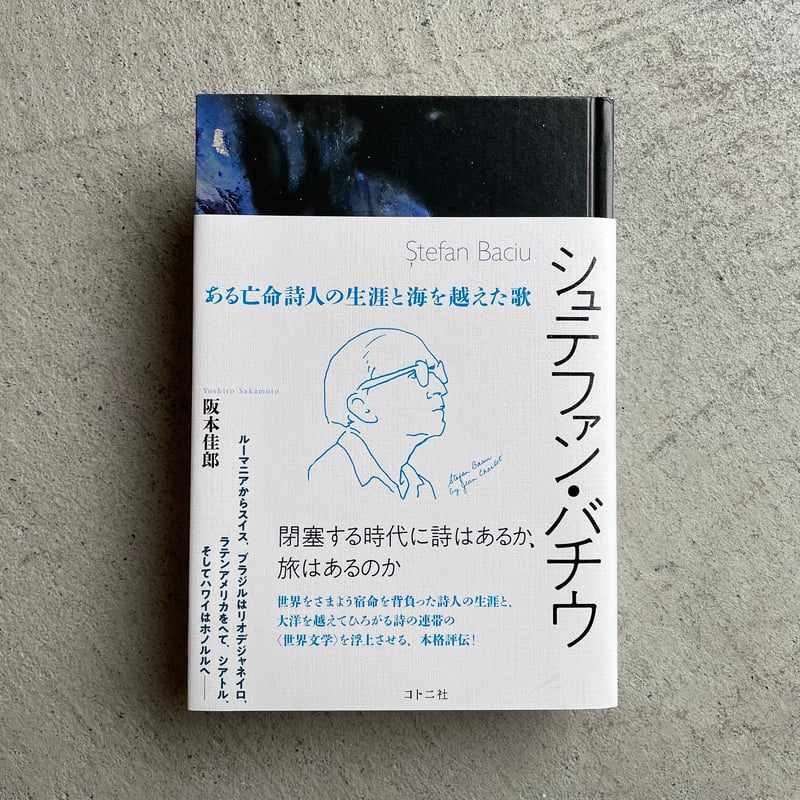 Ștefan Baciu
シュテファン・バチウ
ある亡命詩人の生涯と海を越えた歌
Yoshiro Sakamoto
阪本佳郎
Stefan Baciu
by Jean Charlot
ルーマニアからスイス、ブラジルはリオデジャネイロ、
ラテンアメリカをへて、シアトル、
そしてハワイはホノルルへ――
閉塞する時代に詩はあるか、
旅はあるのか
世界をさまよう宿命を背負った詩人の生涯と、
大洋を越えてひろがる詩の連帯の
〈世界文学〉を浮上させる、本格評伝!
コトニ社